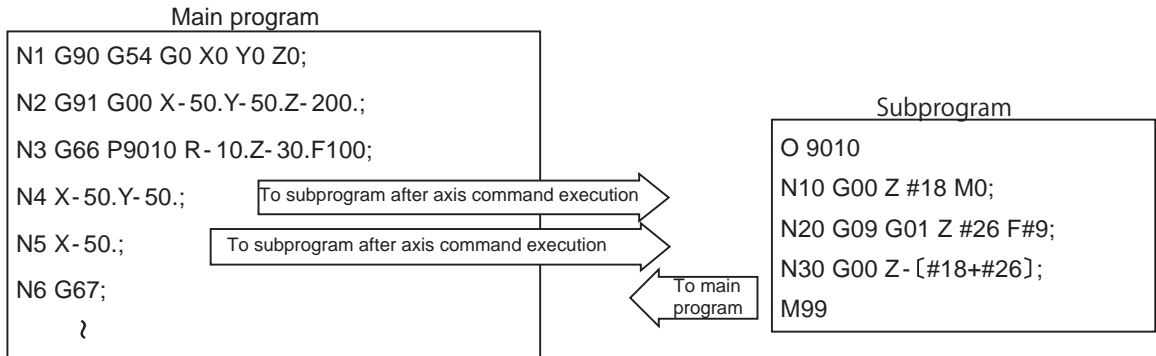 Main program
N1 G90 G54 G0 X0 Y0 Z0;
N2 G91 G00 X-50.Y-50.Z-200.;
N3 G66 P9010 R-10.Z-30.F100;
N4 X-50.Y-50.;
To subprogram after axis command execution
N5 X-50.;
To subprogram after axis command execution
N6 G67;
~
To main
program
Subprogram
O 9010
N10 G00 Z #18 M0;
N20 G09 G01 Z #26 F#9;
N30 G00 Z-〔#18+#26〕;
M99